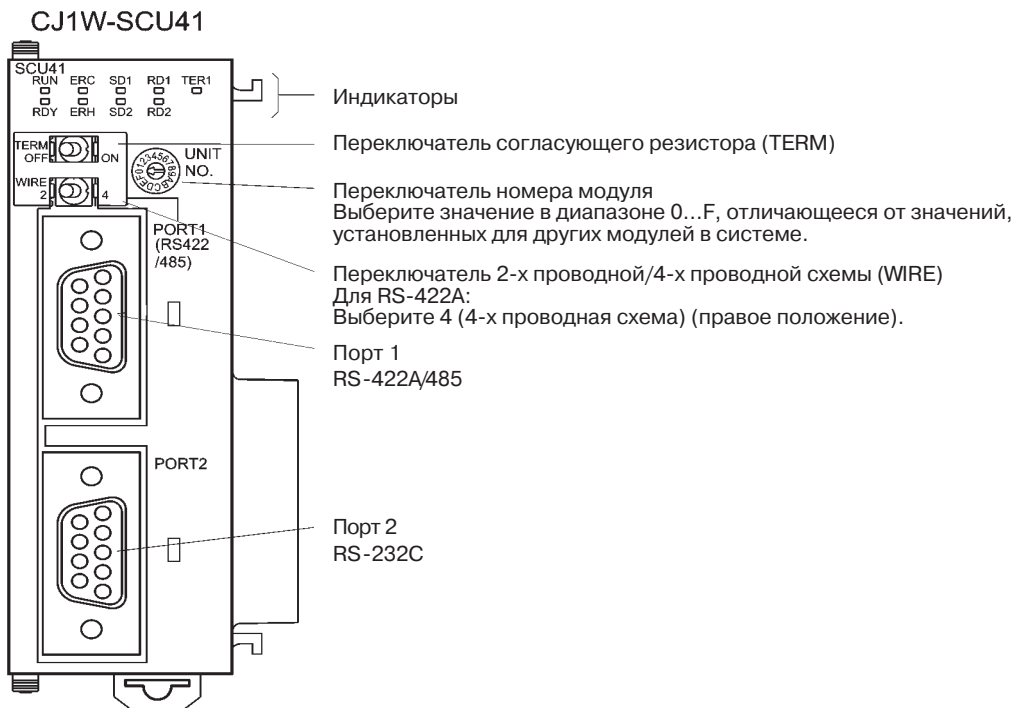 CJ1W-SCU41
SCU41
RUN ERC SD1 RD1 TER1
RDY ERH SD2 RD2
Индикаторы
TERM
OFF ON
Переключатель согласующего резистора (TERM)
0123456789ABCDEF
UNIT
NO.
WIRE
2 4
Переключатель номера модуля
Выберите значение в диапазоне 0...F, отличающееся от значений,
установленных для других модулей в системе.
PORT1
(RS422
/485)
Переключатель 2-х проводной/4-х проводной схемы (WIRE)
Для RS-422A:
Выберите 4 (4-х проводная схема) (правое положение).
Порт 1
RS-422A/485
PORT2
Порт 2
RS-232C